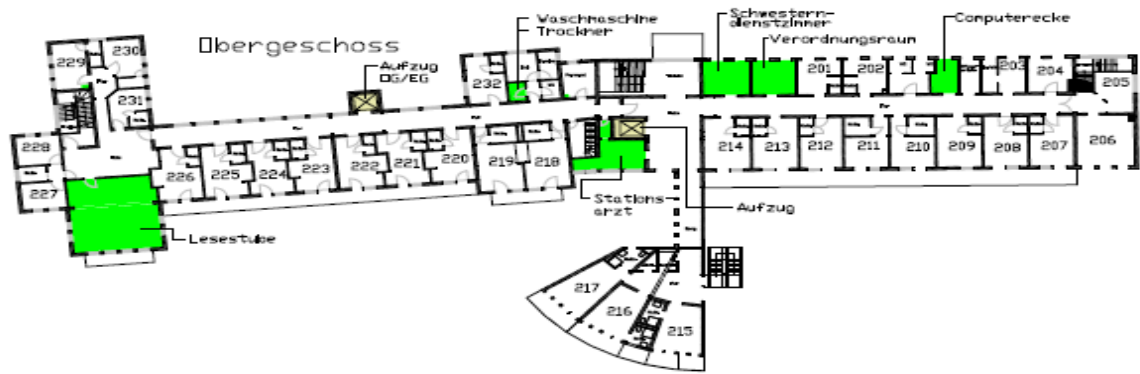 Obergeschoss
Waschmaschine
Trockner
Schwestern-
dienstzimmer
Verordnungsraum
Computerecke
Aufzug
OG/EG
230
229
231
232
201
202
203
204
205
228
227
226
225
224
223
222
221
220
219
218
214
213
212
211
210
209
208
207
206
Stations
arzt
Aufzug
Lesestube
217
216
215